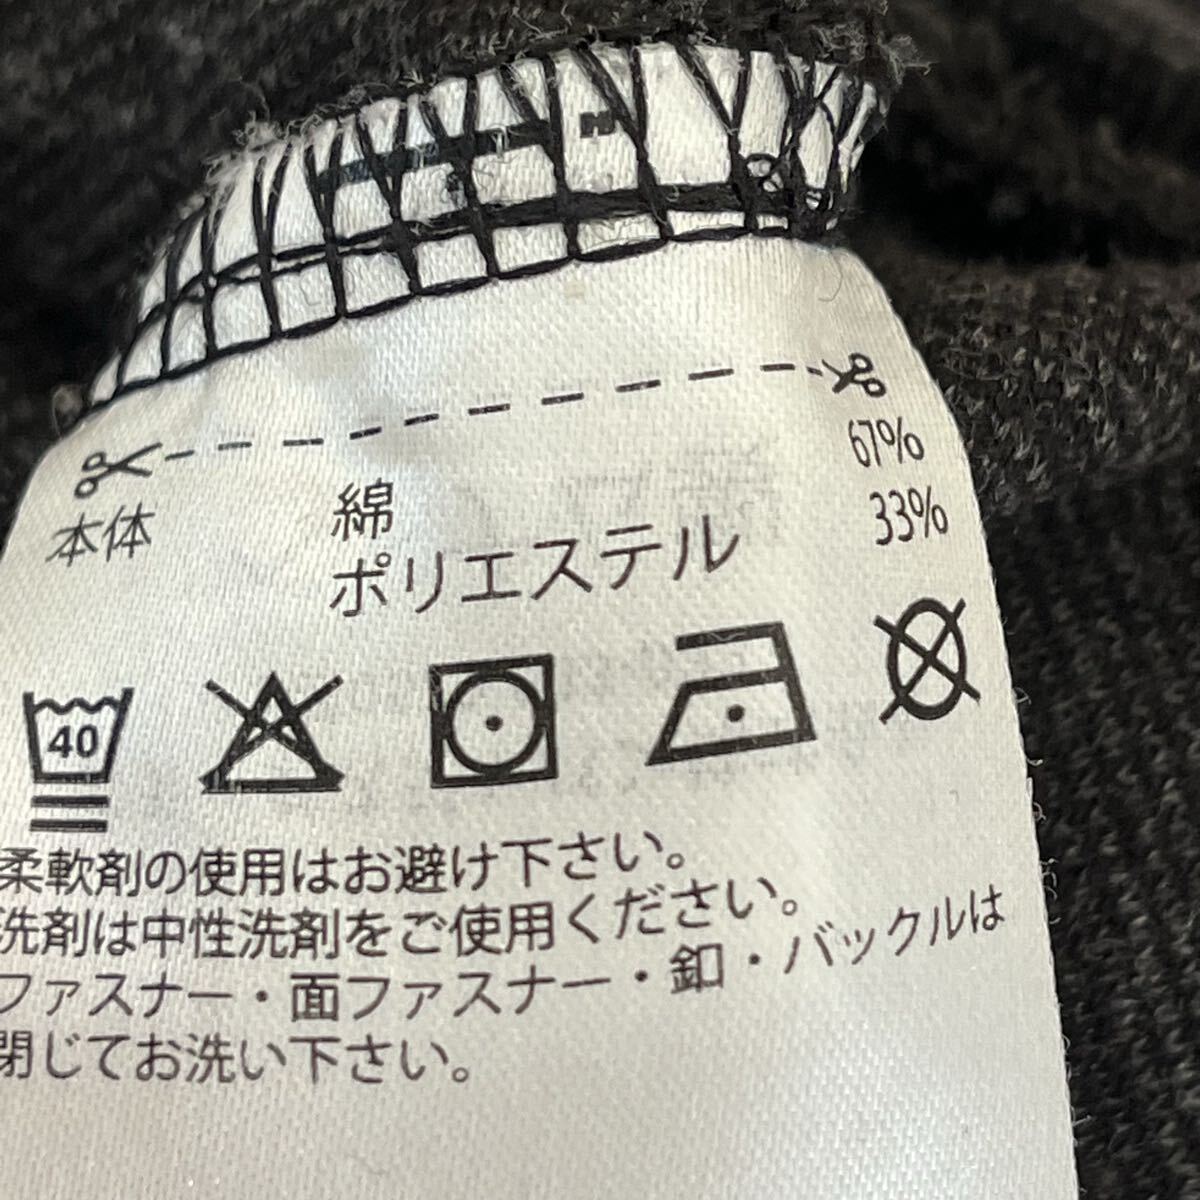 本体 綿 67%
ポリエステル 33%
40
柔軟剤の使用はお避け下さい。
洗剤は中性洗剤をご使用ください。
ファスナー・面ファスナー・釦・バックルは
閉じてお洗い下さい。